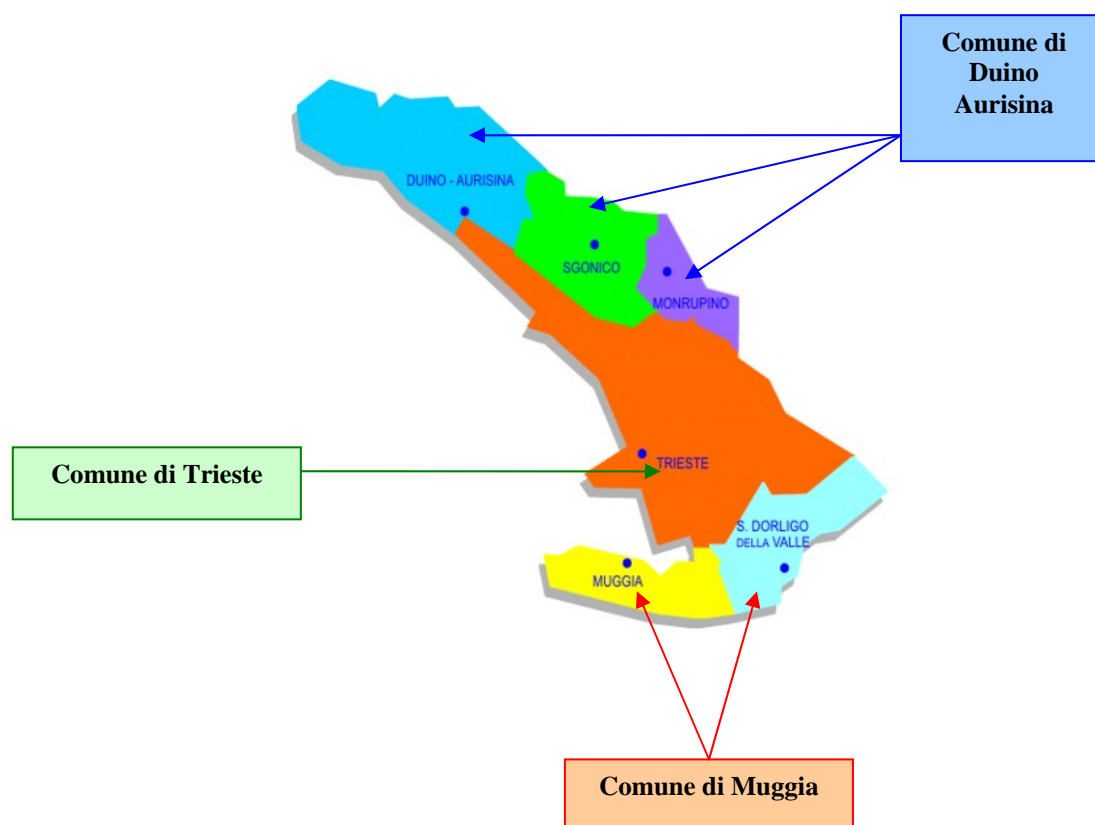 Comune di
Duino
Aurisina
DUINO - AURISINA
SGONICO
MONRUPINO
Comune di Trieste
TRIESTE
S. DORLIGO
DELLA VALLE
MUGGIA
Comune di Muggia